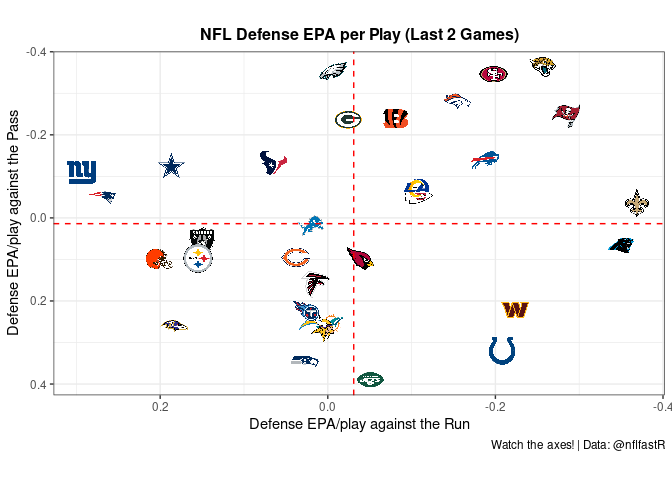 NFL Defense EPA per Play (Last 2 Games)
Defense EPA/play against the Pass
-0.4
-0.2
0.0
0.2
0.4
ny
G
B
W
0.2
0.0
-0.2
-0.4
Defense EPA/play against the Run
Watch the axes! | Data: @nflfastR